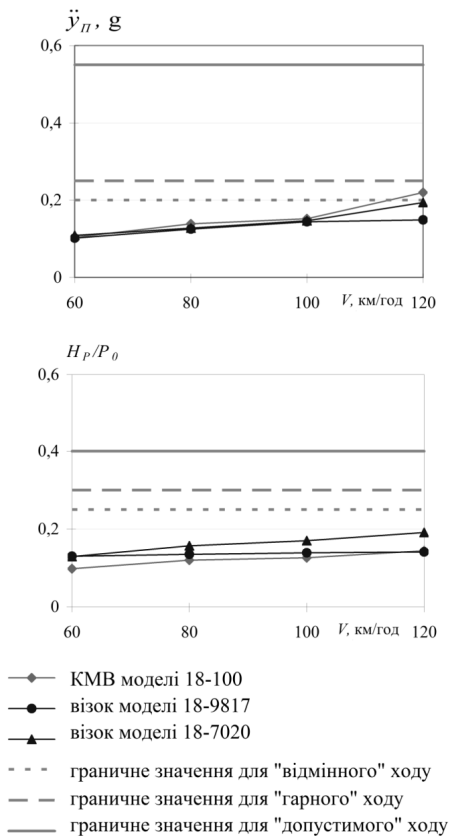 ÿ_П, g
0,6
0,4
0,2
0
60 80 100 V, км/год 120
H_P/P_0
0,6
0,4
0,2
0
60 80 100 V, км/год 120
КМВ моделі 18-100
візок моделі 18-9817
візок моделі 18-7020
граничне значення для "відмінного" ходу
граничне значення для "гарного" ходу
граничне значення для "допустимого" ходу